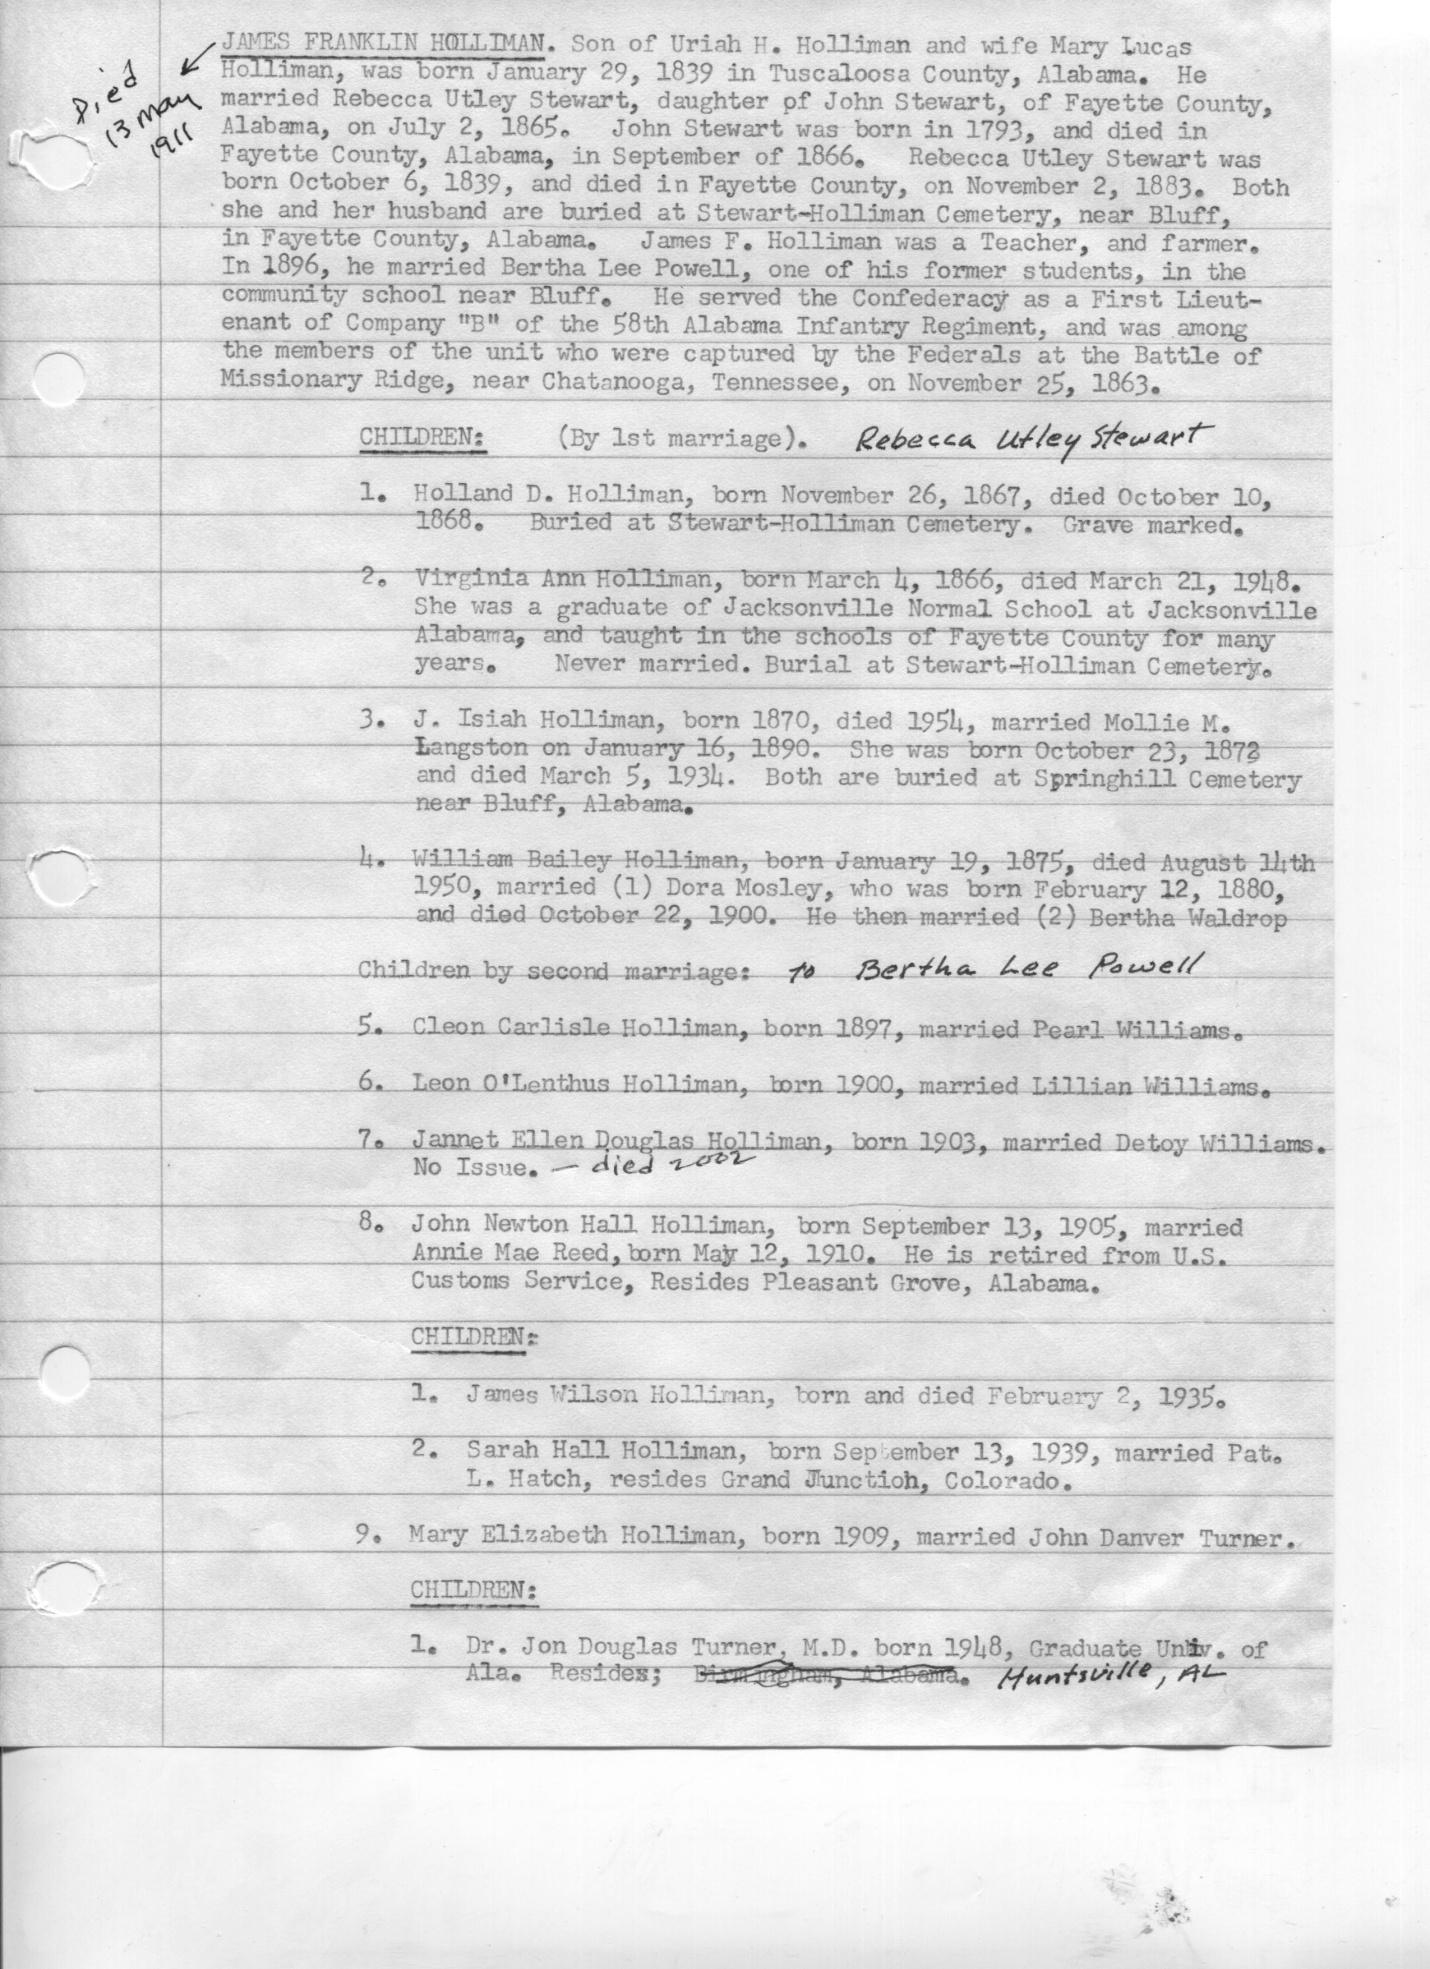 JAMES FRANKLIN HOLLIMAN. Son of Uriah H. Holliman and wife Mary Lucas
Died
13 May
1911
Holliman, was born January 29, 1839 in Tuscaloosa County, Alabama. He
married Rebecca Utley Stewart, daughter pf John Stewart, of Fayette County,
Alabama, on July 2, 1865. John Stewart was born in 1793, and died in
Fayette County, Alabama, in September of 1866. Rebecca Utley Stewart was
born October 6, 1839, and died in Fayette County, on November 2, 1883. Both
she and her husband are buried at Stewart-Holliman Cemetery, near Bluff,
in Fayette County, Alabama. James F. Holliman was a Teacher, and farmer.
In 1896, he married Bertha Lee Powell, one of his former students, in the
community school near Bluff. He served the Confederacy as a First Lieut-
enant of Company "B" of the 58th Alabama Infantry Regiment, and was among
the members of the unit who were captured by the Federals at the Battle of
Missionary Ridge, near Chatanooga, Tennessee, on November 25, 1863.
CHILDREN: (By 1st marriage). Rebecca Utley Stewart
1. Holland D. Holliman, born November 26, 1867, died October 10,
1868. Buried at Stewart-Holliman Cemetery. Grave marked.
2. Virginia Ann Holliman, born March 4, 1866, died March 21, 1948.
She was a graduate of Jacksonville Normal School at Jacksonville
Alabama, and taught in the schools of Fayette County for many
years. Never married. Burial at Stewart-Holliman Cemetery.
3. J. Isiah Holliman, born 1870, died 1954, married Mollie M.
Langston on January 16, 1890. She was born October 23,
and died March 5, 1934. Both are buried at Springhill Cemetery
near Bluff, Alabama.
4. William Bailey Holliman, born January 19, 1875, died August 14th
1950, married (1) Dora Mosley, who was born February 12, 1880,
and died October 22, 1900. He then married (2) Bertha Waldrop
Children by second marriage: to Bertha Lee Powell
5. Cleon Carlisle Holliman, born 1897, married Pearl Williams.
6. Leon O'Lenthus Holliman, born 1900, married Lillian Williams.
7. Jannet Ellen Douglas Holliman, born 1903, married Detoy Williams.
No Issue. — died 2002
8. John Newton Hall Holliman, born September 13, 1905, married
Annie Mae Reed, born May 12, 1910. He is retired from U.S.
Customs Service, Resides Pleasant Grove, Alabama.
CHILDREN:
1. James Wilson Holliman, born and died February 2, 1935.
2. Sarah Hall Holliman, born September 13, 1939, married Pat.
L. Hatch, resides Grand Junction, Colorado.
9. Mary Elizabeth Holliman, born 1909, married John Danver Turner.
CHILDREN:
1. Dr. Jon Douglas Turner, M.D. born 1948, Graduate Univ. of
Ala. Resides; Birmingham, Alabama. Huntsville, AL